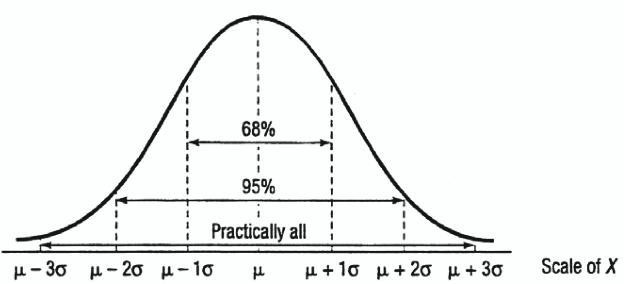 68%
95%
Practically all
μ − 3σ μ − 2σ μ − 1σ μ μ + 1σ μ + 2σ μ + 3σ Scale of X